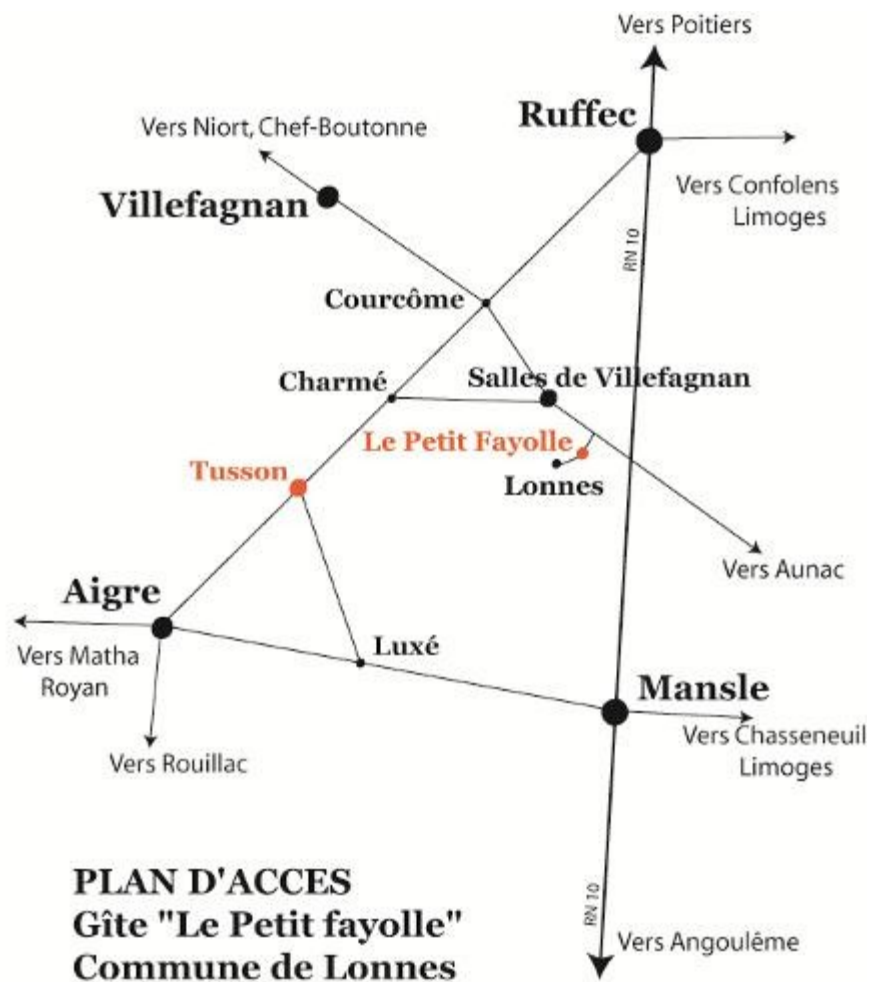 Vers Poitiers
Ruffec
Vers Niort, Chef-Boutonne
Villefagnan
Vers Confolens
Limoges
RN 10
Courcôme
Charmé
Salles de Villefagnan
Le Petit Fayolle
Tusson
Lonnes
Vers Aunac
Aigre
Vers Matha
Royan
Luxé
Mansle
Vers Chasseneuil
Limoges
Vers Rouillac
PLAN D'ACCES
Gîte "Le Petit fayolle"
Commune de Lonnes
RN 10
Vers Angoulême